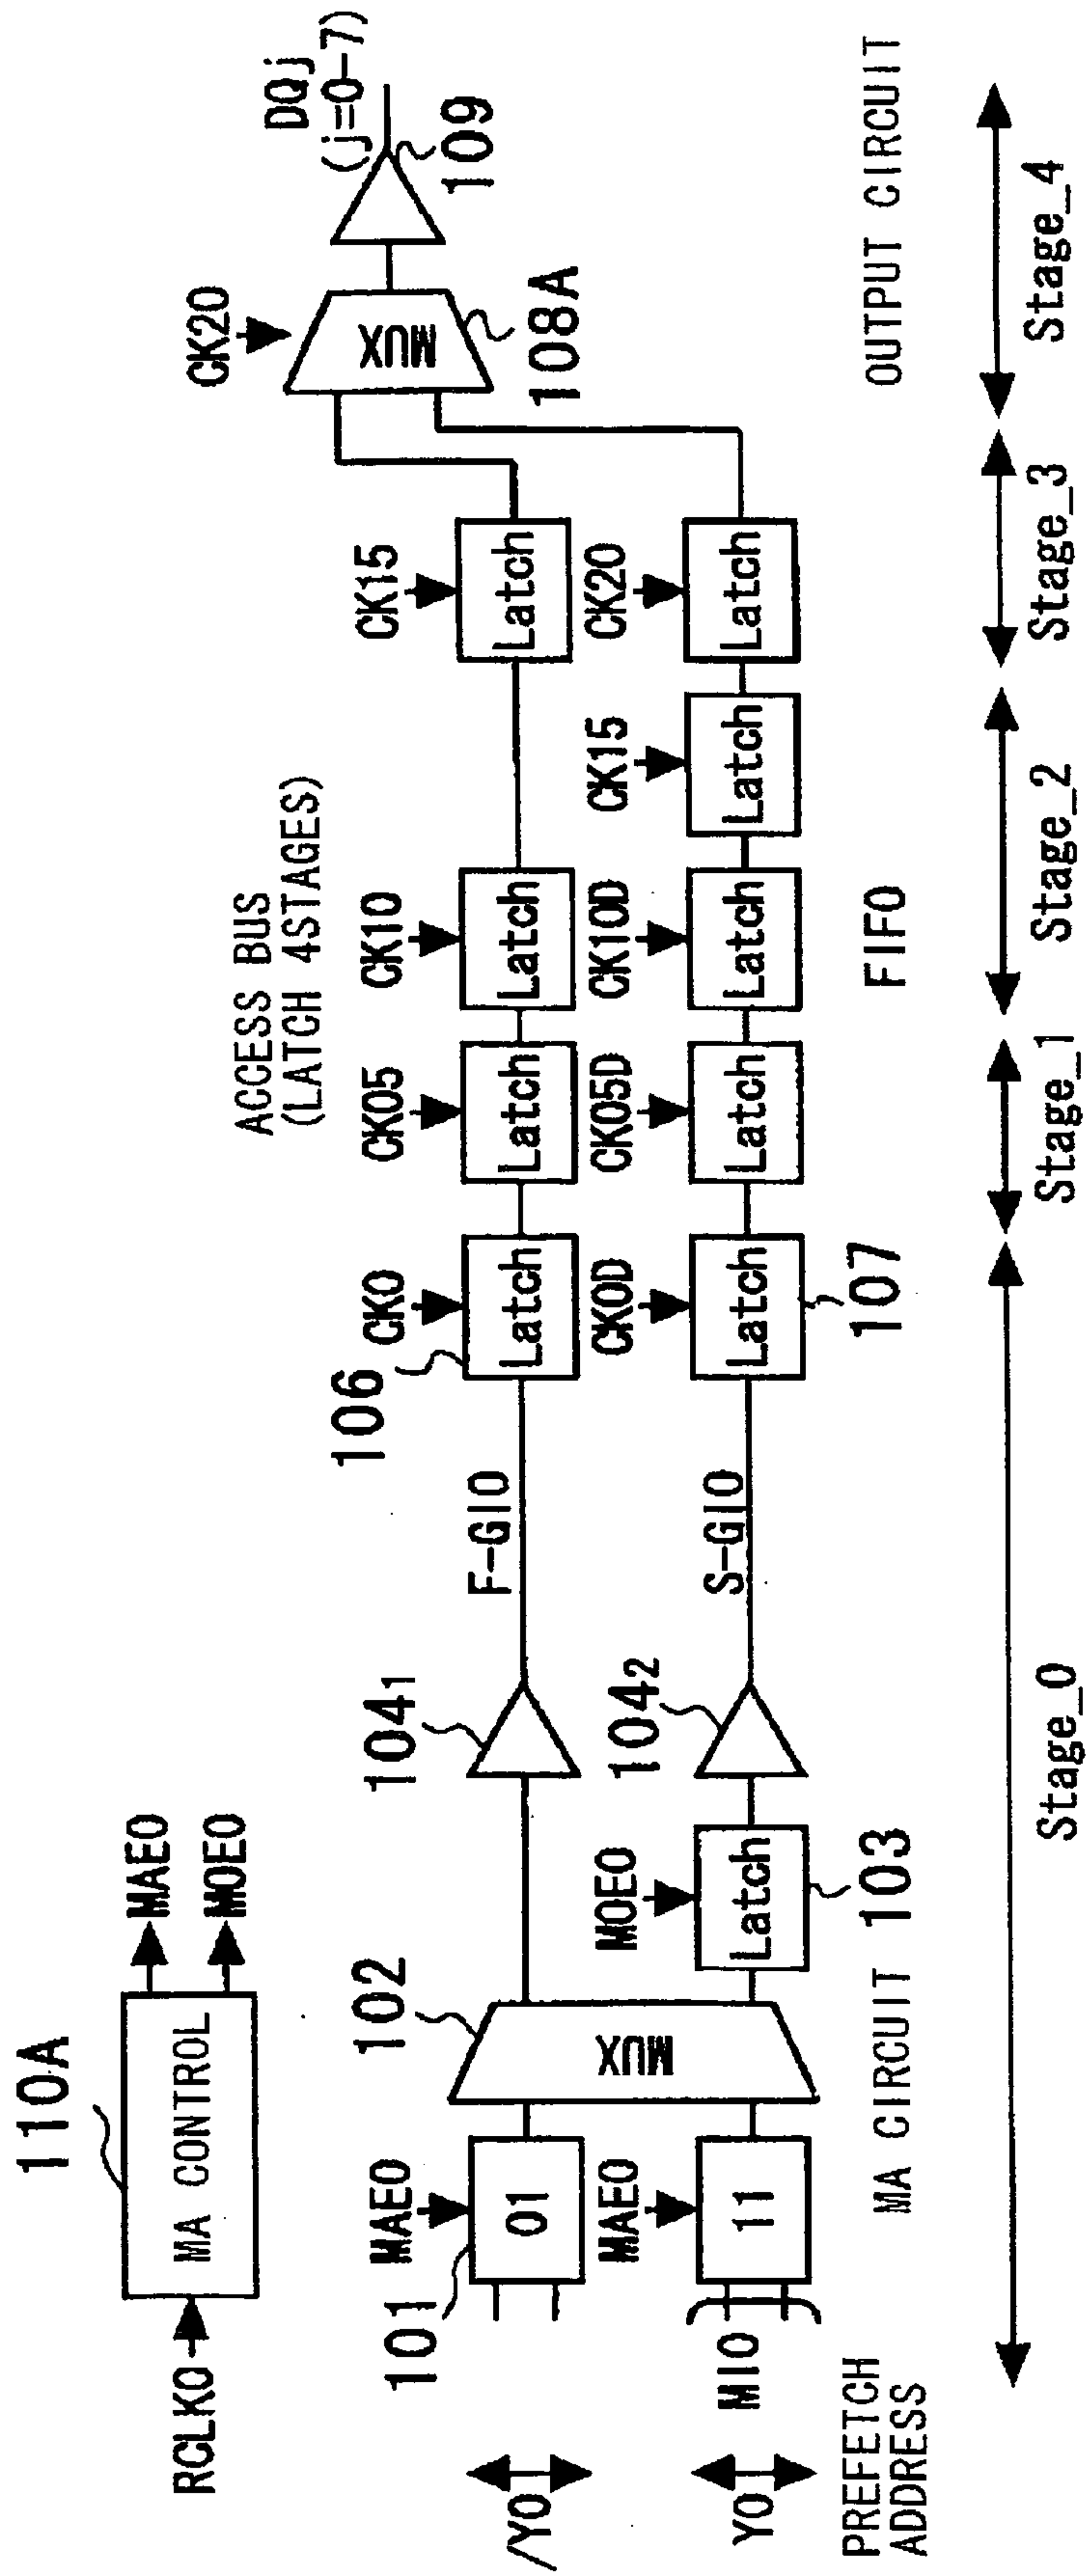 110A
MA CONTROL
RCLK0
MAE0
MOE0
ACCESS BUS
(LATCH 4STAGES)
CK20
DQj
(j=0-7)
/Y0
101
MAE0
01
102
MUX
104₁
F-GIO
106
CK0
Latch
CK05
Latch
CK10
Latch
CK15
Latch
MUX
108A
109
Y0
MIO
MAE0
11
MOE0
Latch
103
104₂
S-GIO
CK0D
Latch
107
CK05D
Latch
CK10D
Latch
CK15
Latch
CK20
Latch
PREFETCH
ADDRESS
MA CIRCUIT
FIFO
OUTPUT CIRCUIT
Stage_0
Stage_1
Stage_2
Stage_3
Stage_4